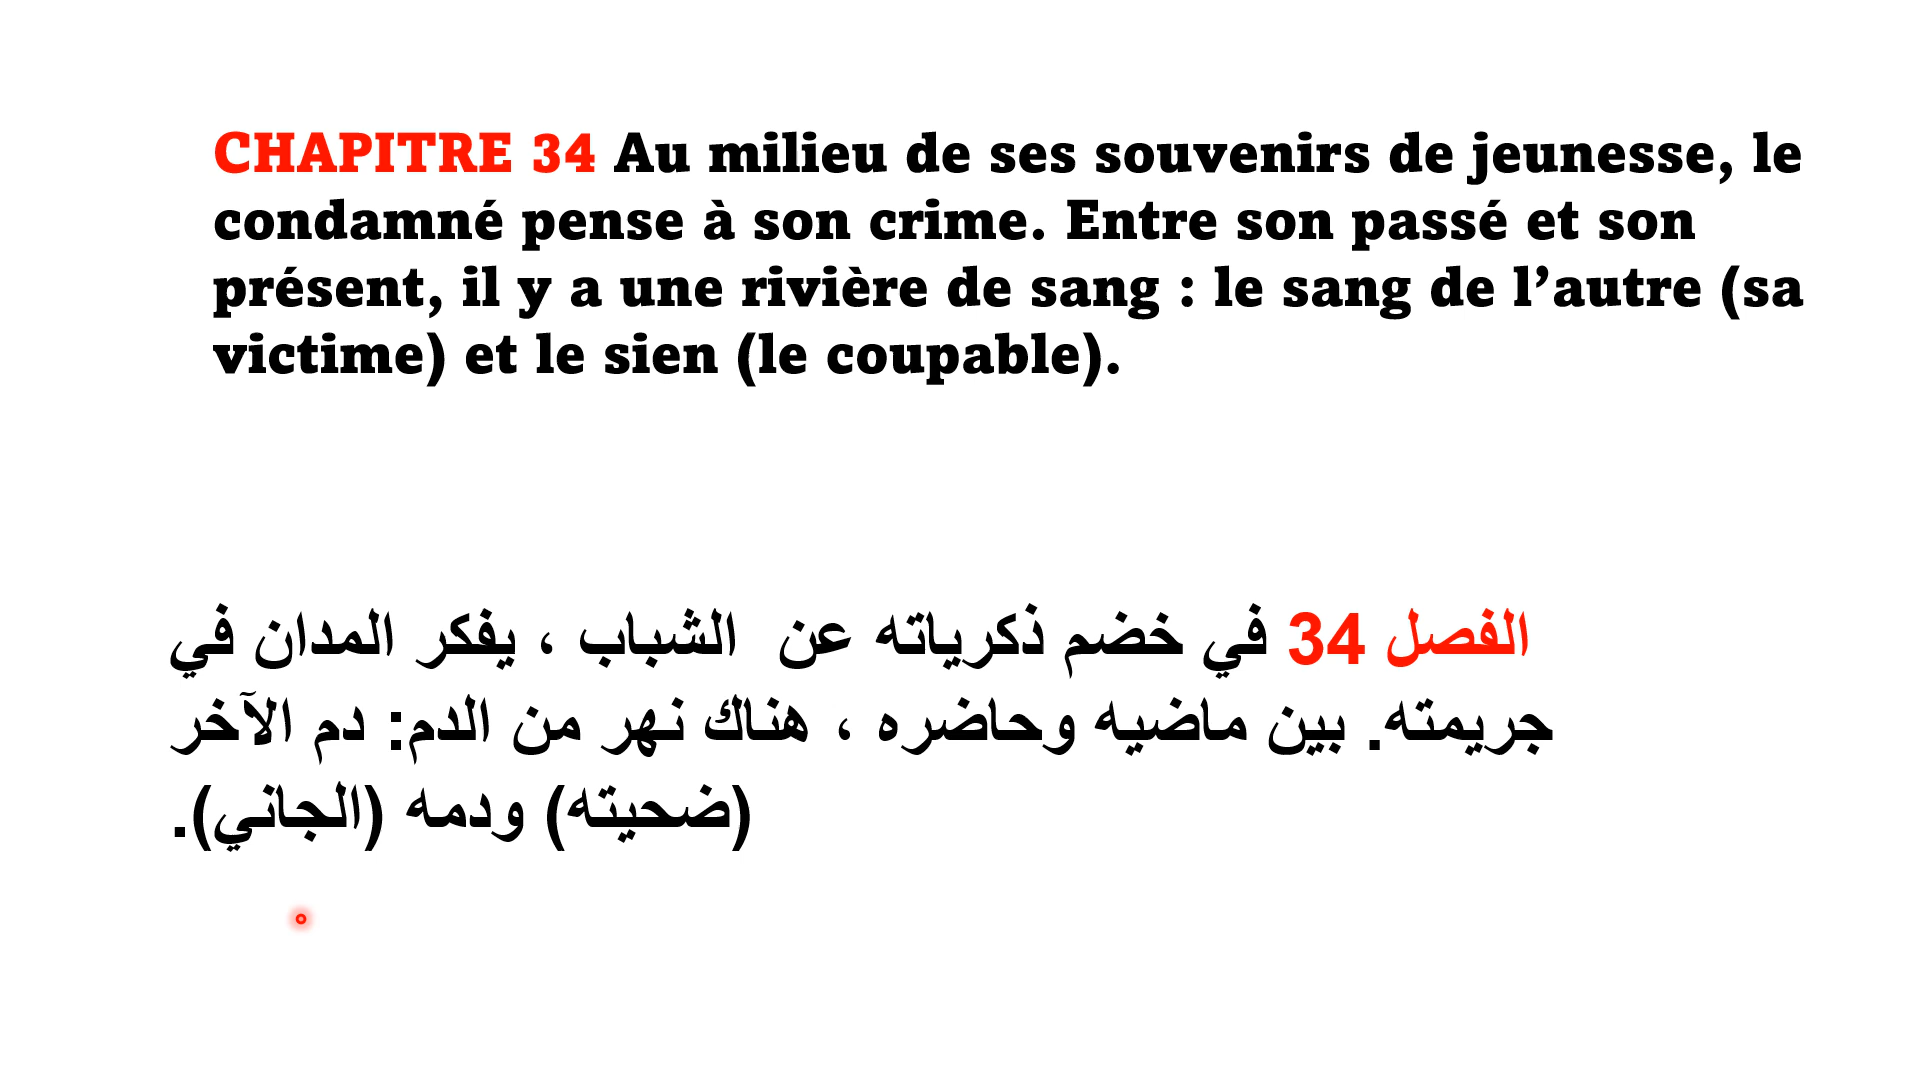 CHAPITRE 34 Au milieu de ses souvenirs de jeunesse, le
condamné pense à son crime. Entre son passé et son
présent, il y a une rivière de sang : le sang de l’autre (sa
victime) et le sien (le coupable).
الفصل 34 في خضم ذكرياته عن  الشباب ، يفكر المدان في
جريمته. بين ماضيه وحاضره ، هناك نهر من الدم: دم الآخر
(ضحيته) ودمه (الجاني).